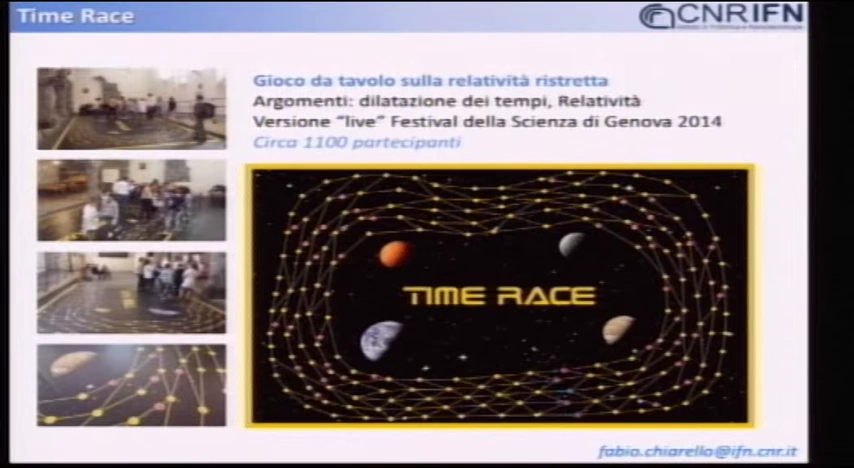 Time Race
CNRIFN
Gioco da tavolo sulla relatività ristretta
Argomenti: dilatazione dei tempi, Relatività
Versione "live" Festival della Scienza di Genova 2014
Circa 1100 partecipanti
TIME RACE
fabio.chiarello@ifn.cnr.it